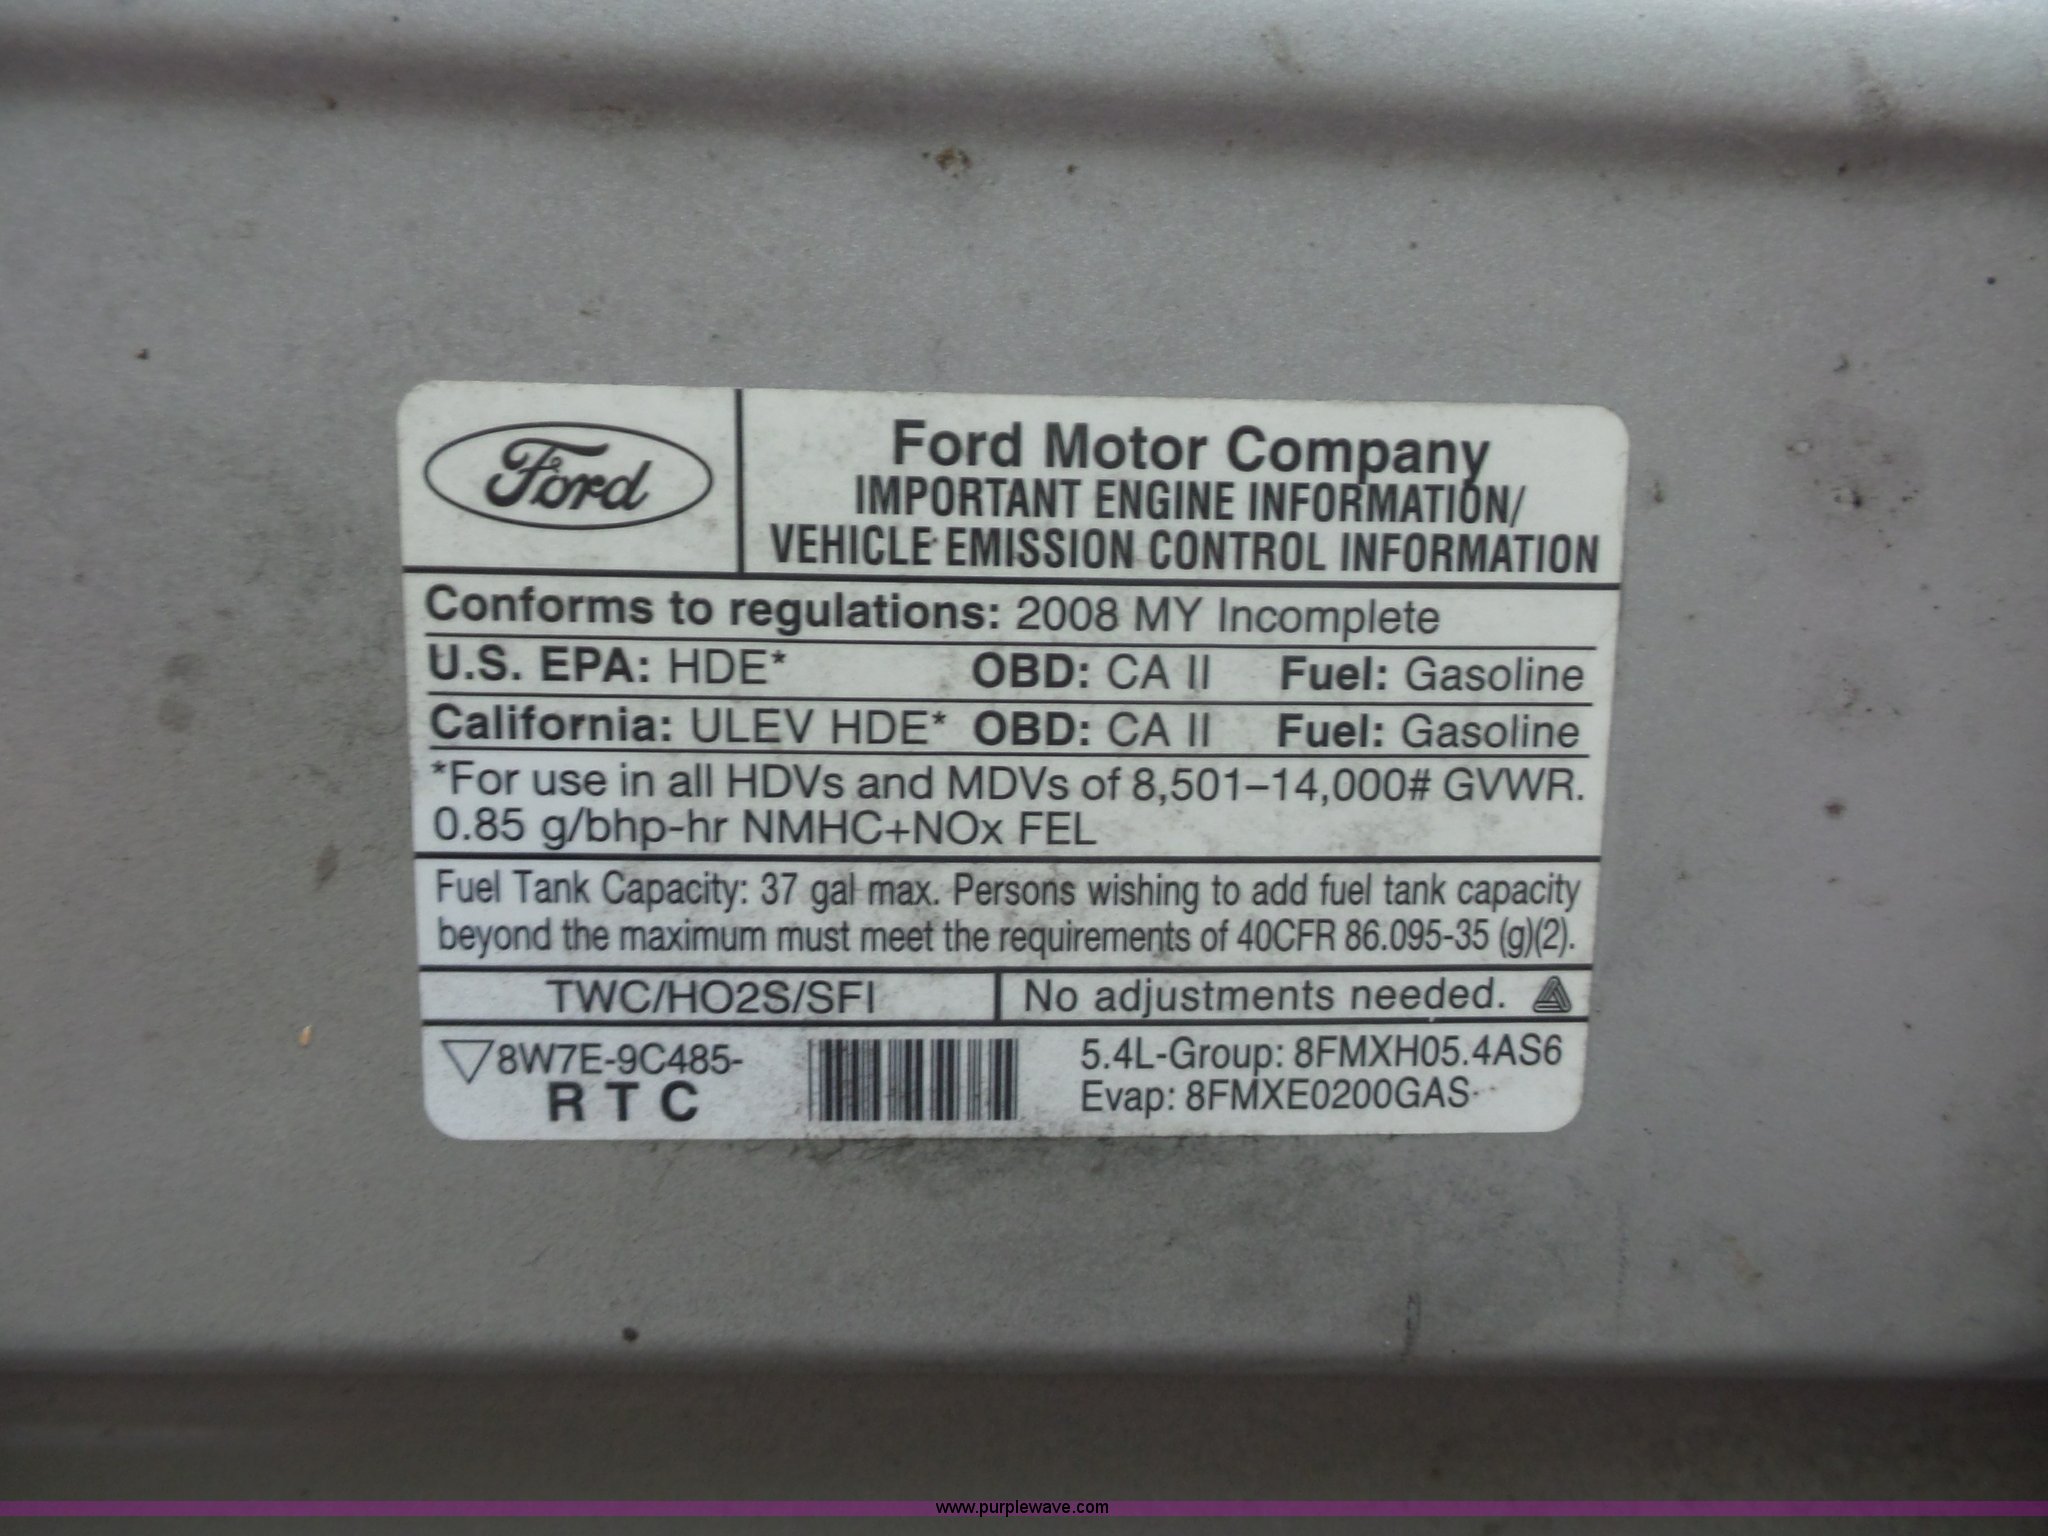 Ford
Ford Motor Company
IMPORTANT ENGINE INFORMATION/
VEHICLE EMISSION CONTROL INFORMATION
Conforms to regulations: 2008 MY Incomplete
U.S. EPA: HDE* OBD: CA II Fuel: Gasoline
California: ULEV HDE* OBD: CA II Fuel: Gasoline
*For use in all HDVs and MDVs of 8,501–14,000# GVWR.
0.85 g/bhp-hr NMHC+NOx FEL
Fuel Tank Capacity: 37 gal max. Persons wishing to add fuel tank capacity
beyond the maximum must meet the requirements of 40CFR 86.095-35 (g)(2).
TWC/HO2S/SFI No adjustments needed.
8W7E-9C485-
R T C
5.4L-Group: 8FMXH05.4AS6
Evap: 8FMXE0200GAS
www.purplewave.com